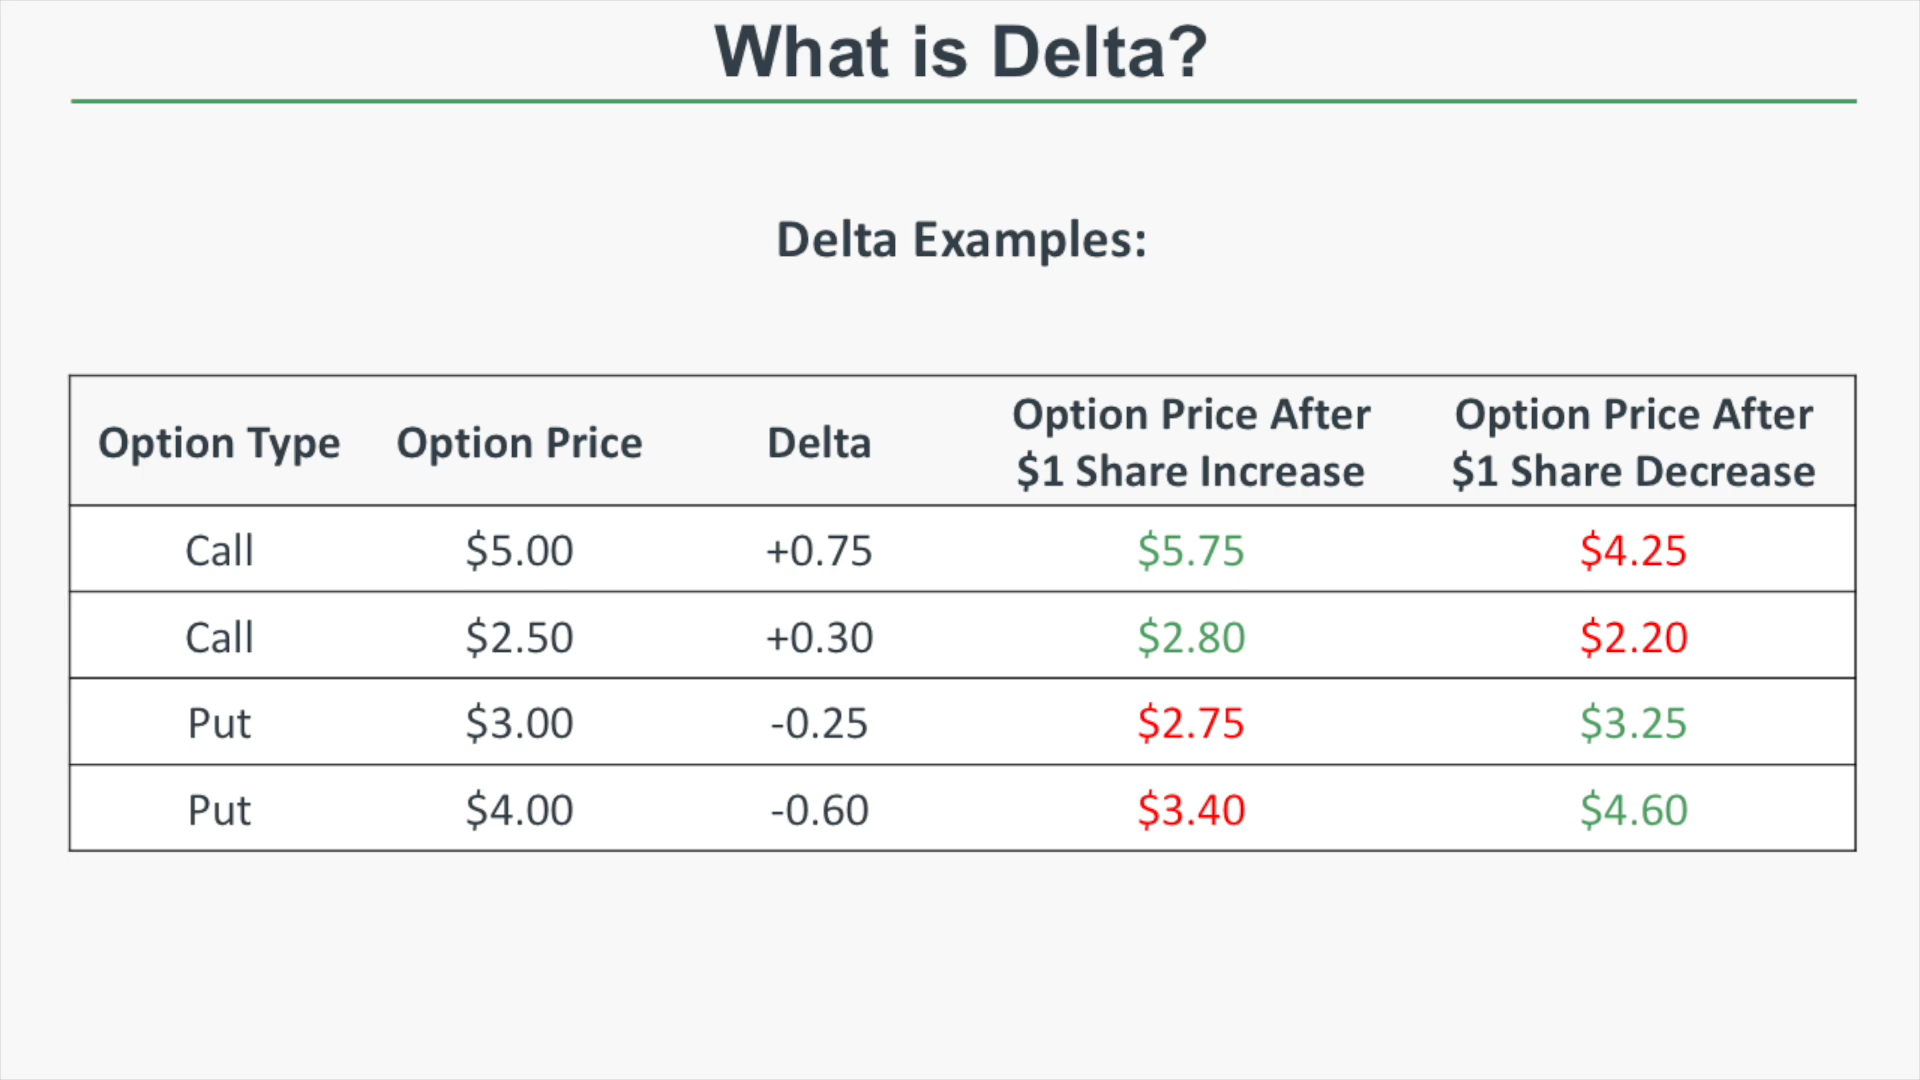 What is Delta?
Delta Examples:
Option Type Option Price Delta Option Price After $1 Share Increase Option Price After $1 Share Decrease
Call $5.00 +0.75 $5.75 $4.25
Call $2.50 +0.30 $2.80 $2.20
Put $3.00 -0.25 $2.75 $3.25
Put $4.00 -0.60 $3.40 $4.60